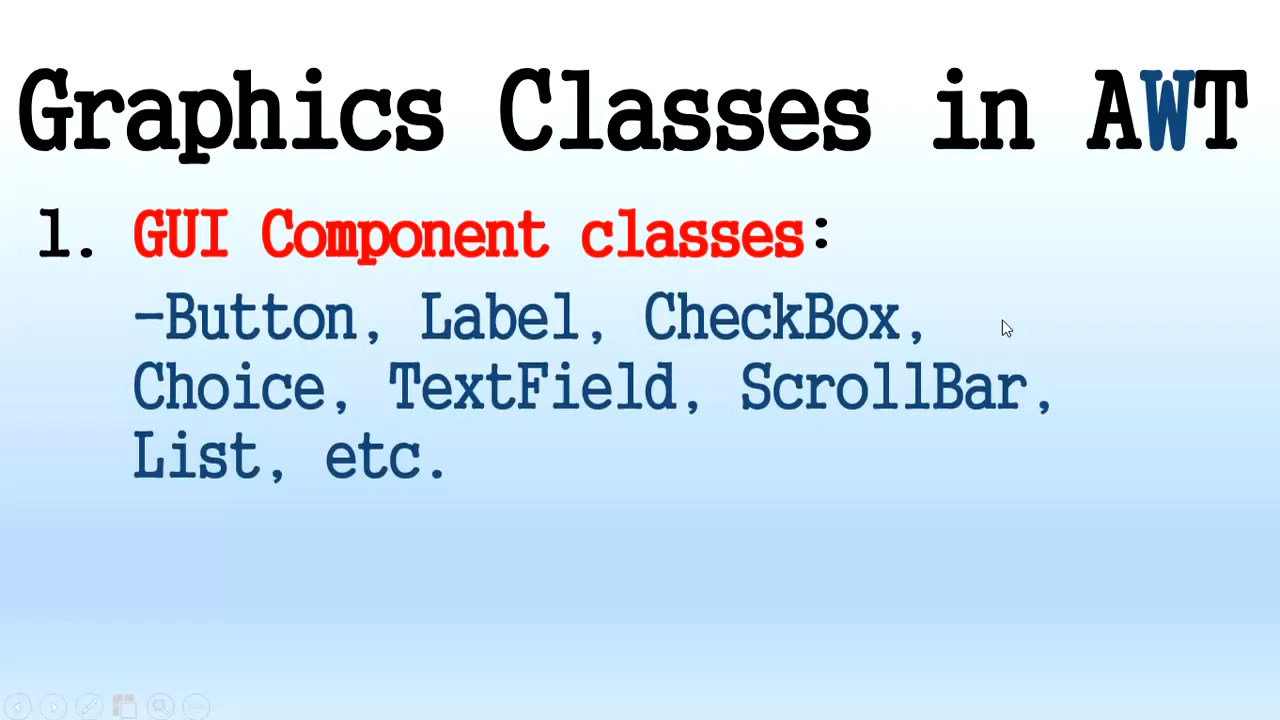 Graphics Classes in AWT
1. GUI Component classes:
-Button, Label, CheckBox,
Choice, TextField, ScrollBar,
List, etc.